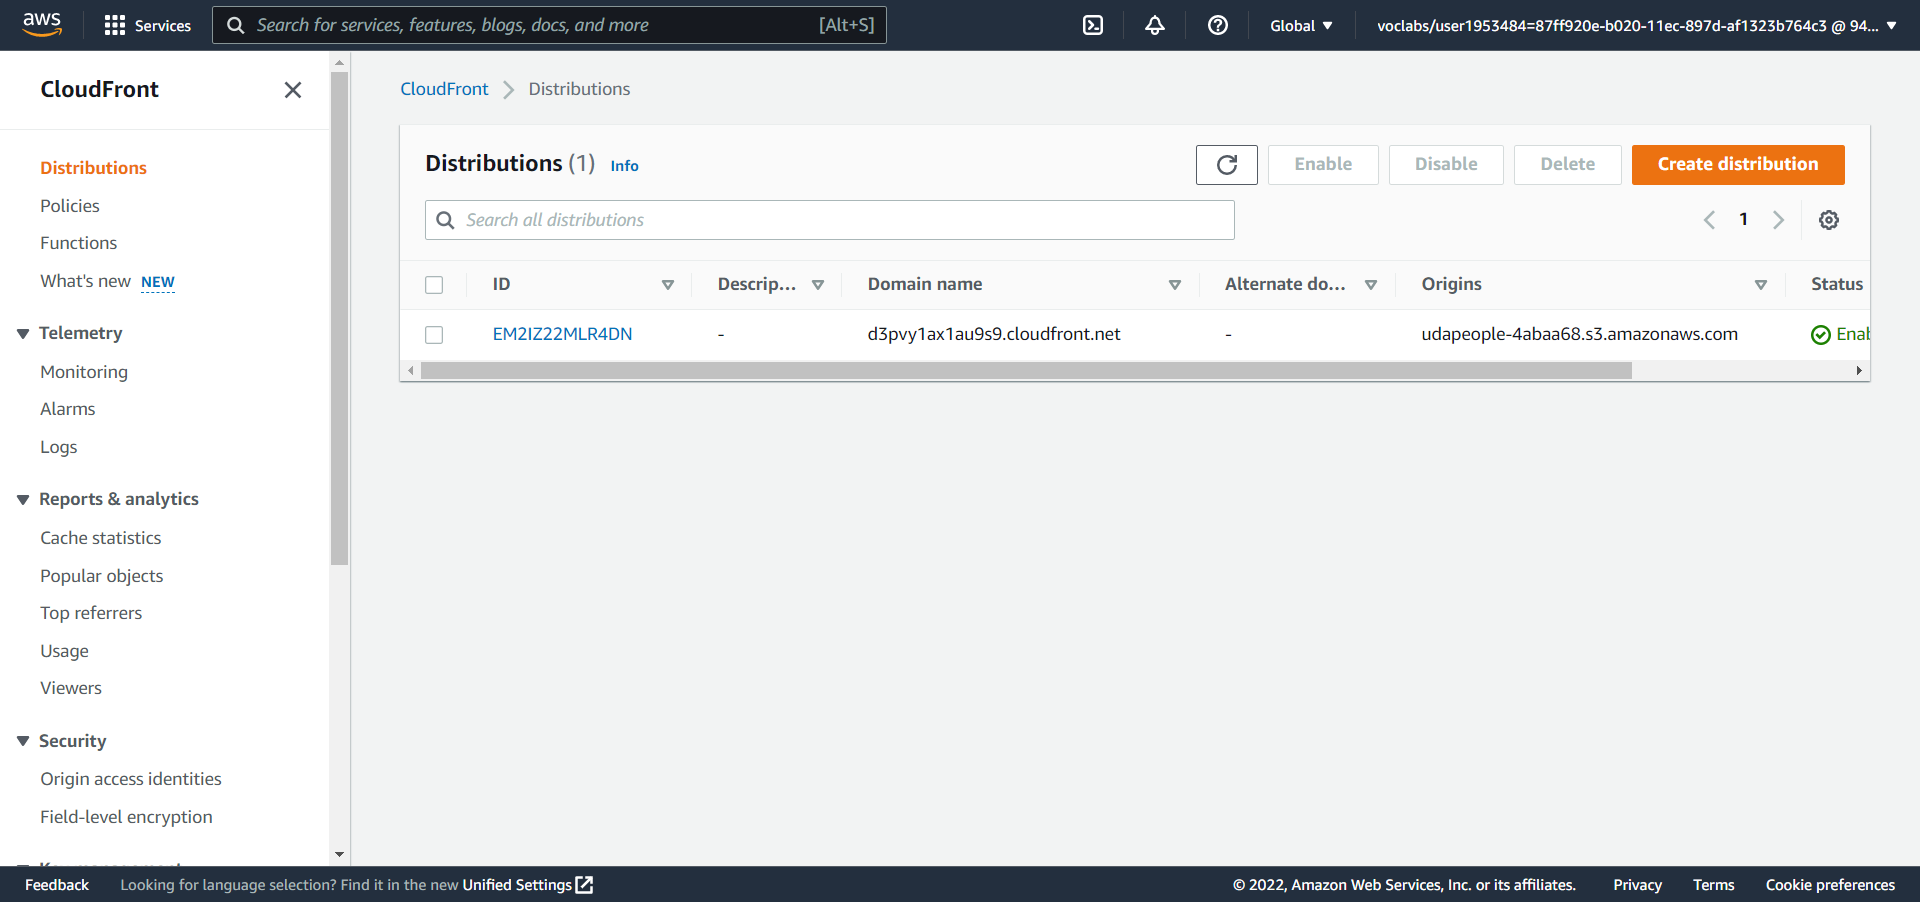 aws
Services
Search for services, features, blogs, docs, and more [Alt+S]
Global
voclabs/user1953484=87ff920e-b020-11ec-897d-af1323b764c3 @ 94...
CloudFront
Distributions
Policies
Functions
What's new NEW
Telemetry
Monitoring
Alarms
Logs
Reports & analytics
Cache statistics
Popular objects
Top referrers
Usage
Viewers
Security
Origin access identities
Field-level encryption
CloudFront > Distributions
Distributions (1) Info
Enable
Disable
Delete
Create distribution
Search all distributions
1
ID Descrip... Domain name Alternate do... Origins Status
EM2IZ22MLR4DN - d3pvy1ax1au9s9.cloudfront.net - udapeople-4abaa68.s3.amazonaws.com Enab
Feedback Looking for language selection? Find it in the new Unified Settings
© 2022, Amazon Web Services, Inc. or its affiliates. Privacy Terms Cookie preferences